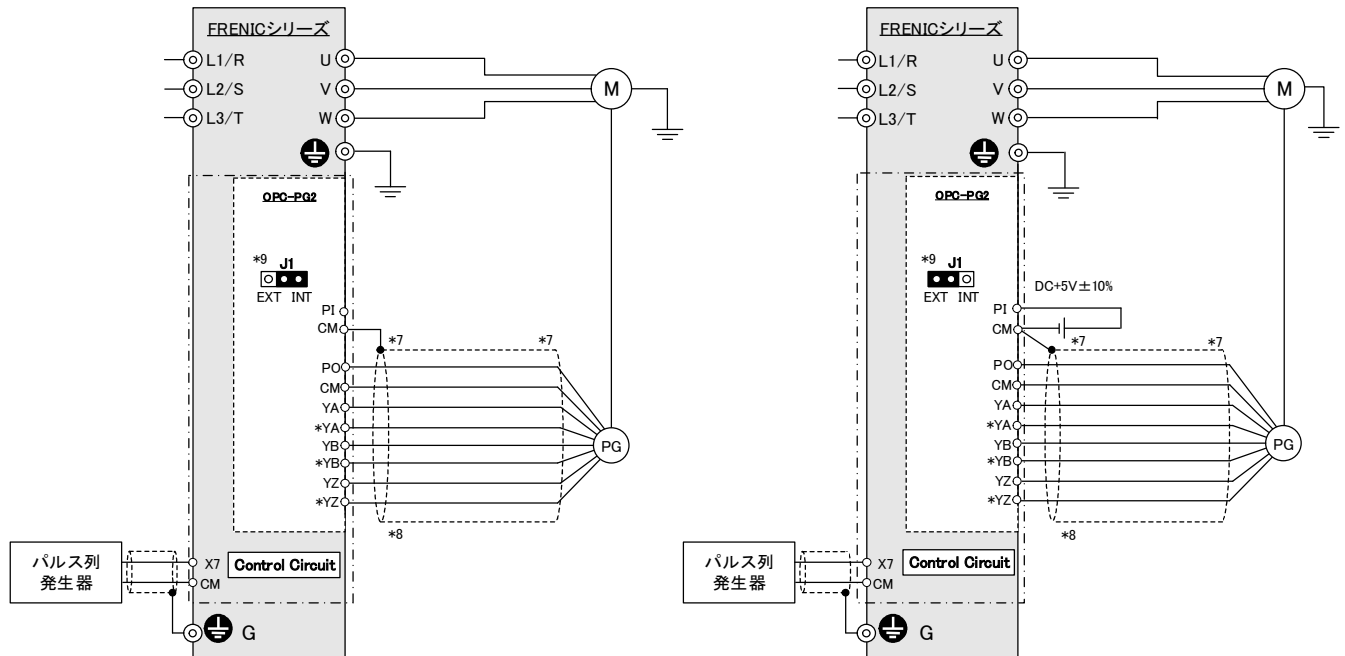 FRENICシリーズ
L1/R
U
L2/S
V
M
L3/T
W
OPC-PG2
*9
J1
EXT INT
PI
CM
*7
*7
PO
CM
YA
*YA
YB
PG
*YB
YZ
*YZ
*8
パルス列
発生器
X7
Control Circuit
CM
G
FRENICシリーズ
L1/R
U
L2/S
V
M
L3/T
W
OPC-PG2
*9
J1
EXT INT
DC+5V±10%
PI
CM
*7
*7
PO
CM
YA
*YA
YB
PG
*YB
YZ
*YZ
*8
パルス列
発生器
X7
Control Circuit
CM
G